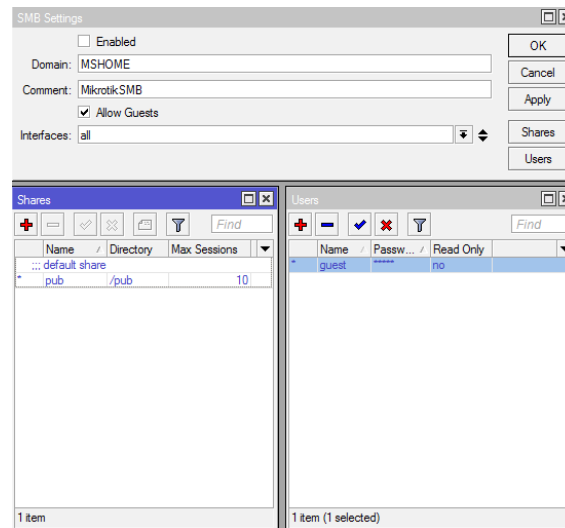 SMB Settings
Enabled
OK
Domain: MSHOME
Cancel
Comment: MikrotikSMB
Apply
Allow Guests
Interfaces: all
Shares
Users
Shares
Find
Name / Directory Max Sessions
;;; default share
* pub /pub 10
1 item
Users
Find
Name / Passw... / Read Only
* guest ***** no
1 item (1 selected)